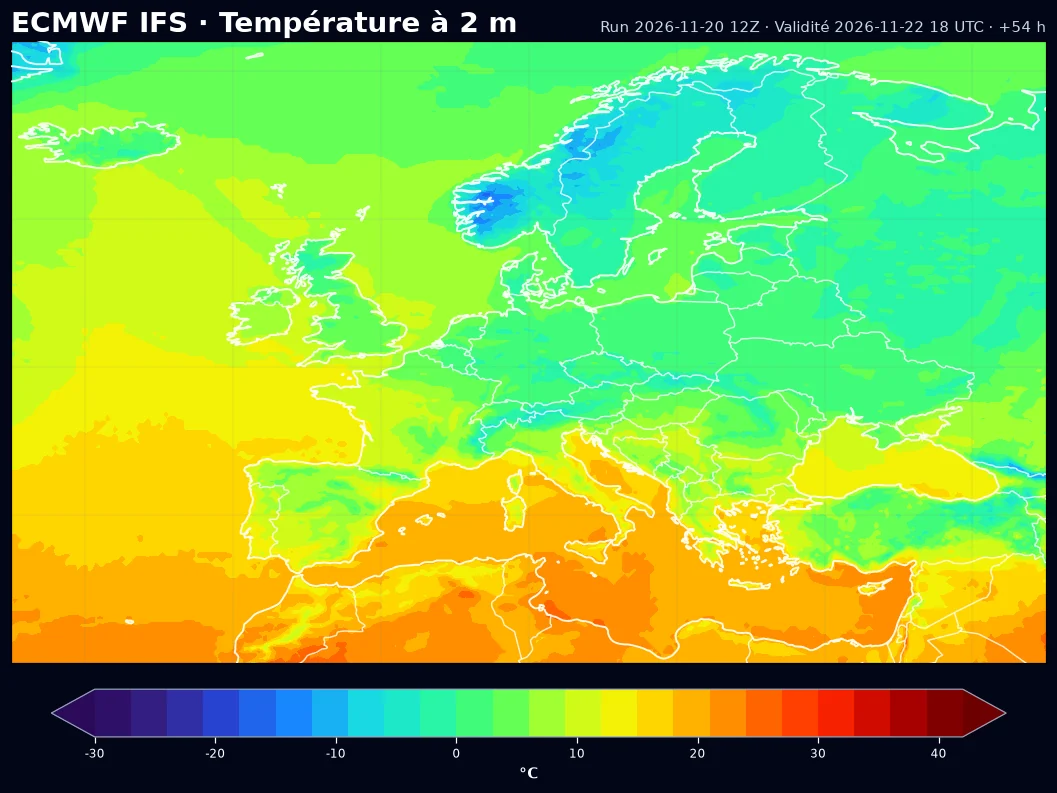 ECMWF IFS · Température à 2 m
Run 2026-11-20 12Z · Validité 2026-11-22 18 UTC · +54 h
-30 -20 -10 0 10 20 30 40
°C